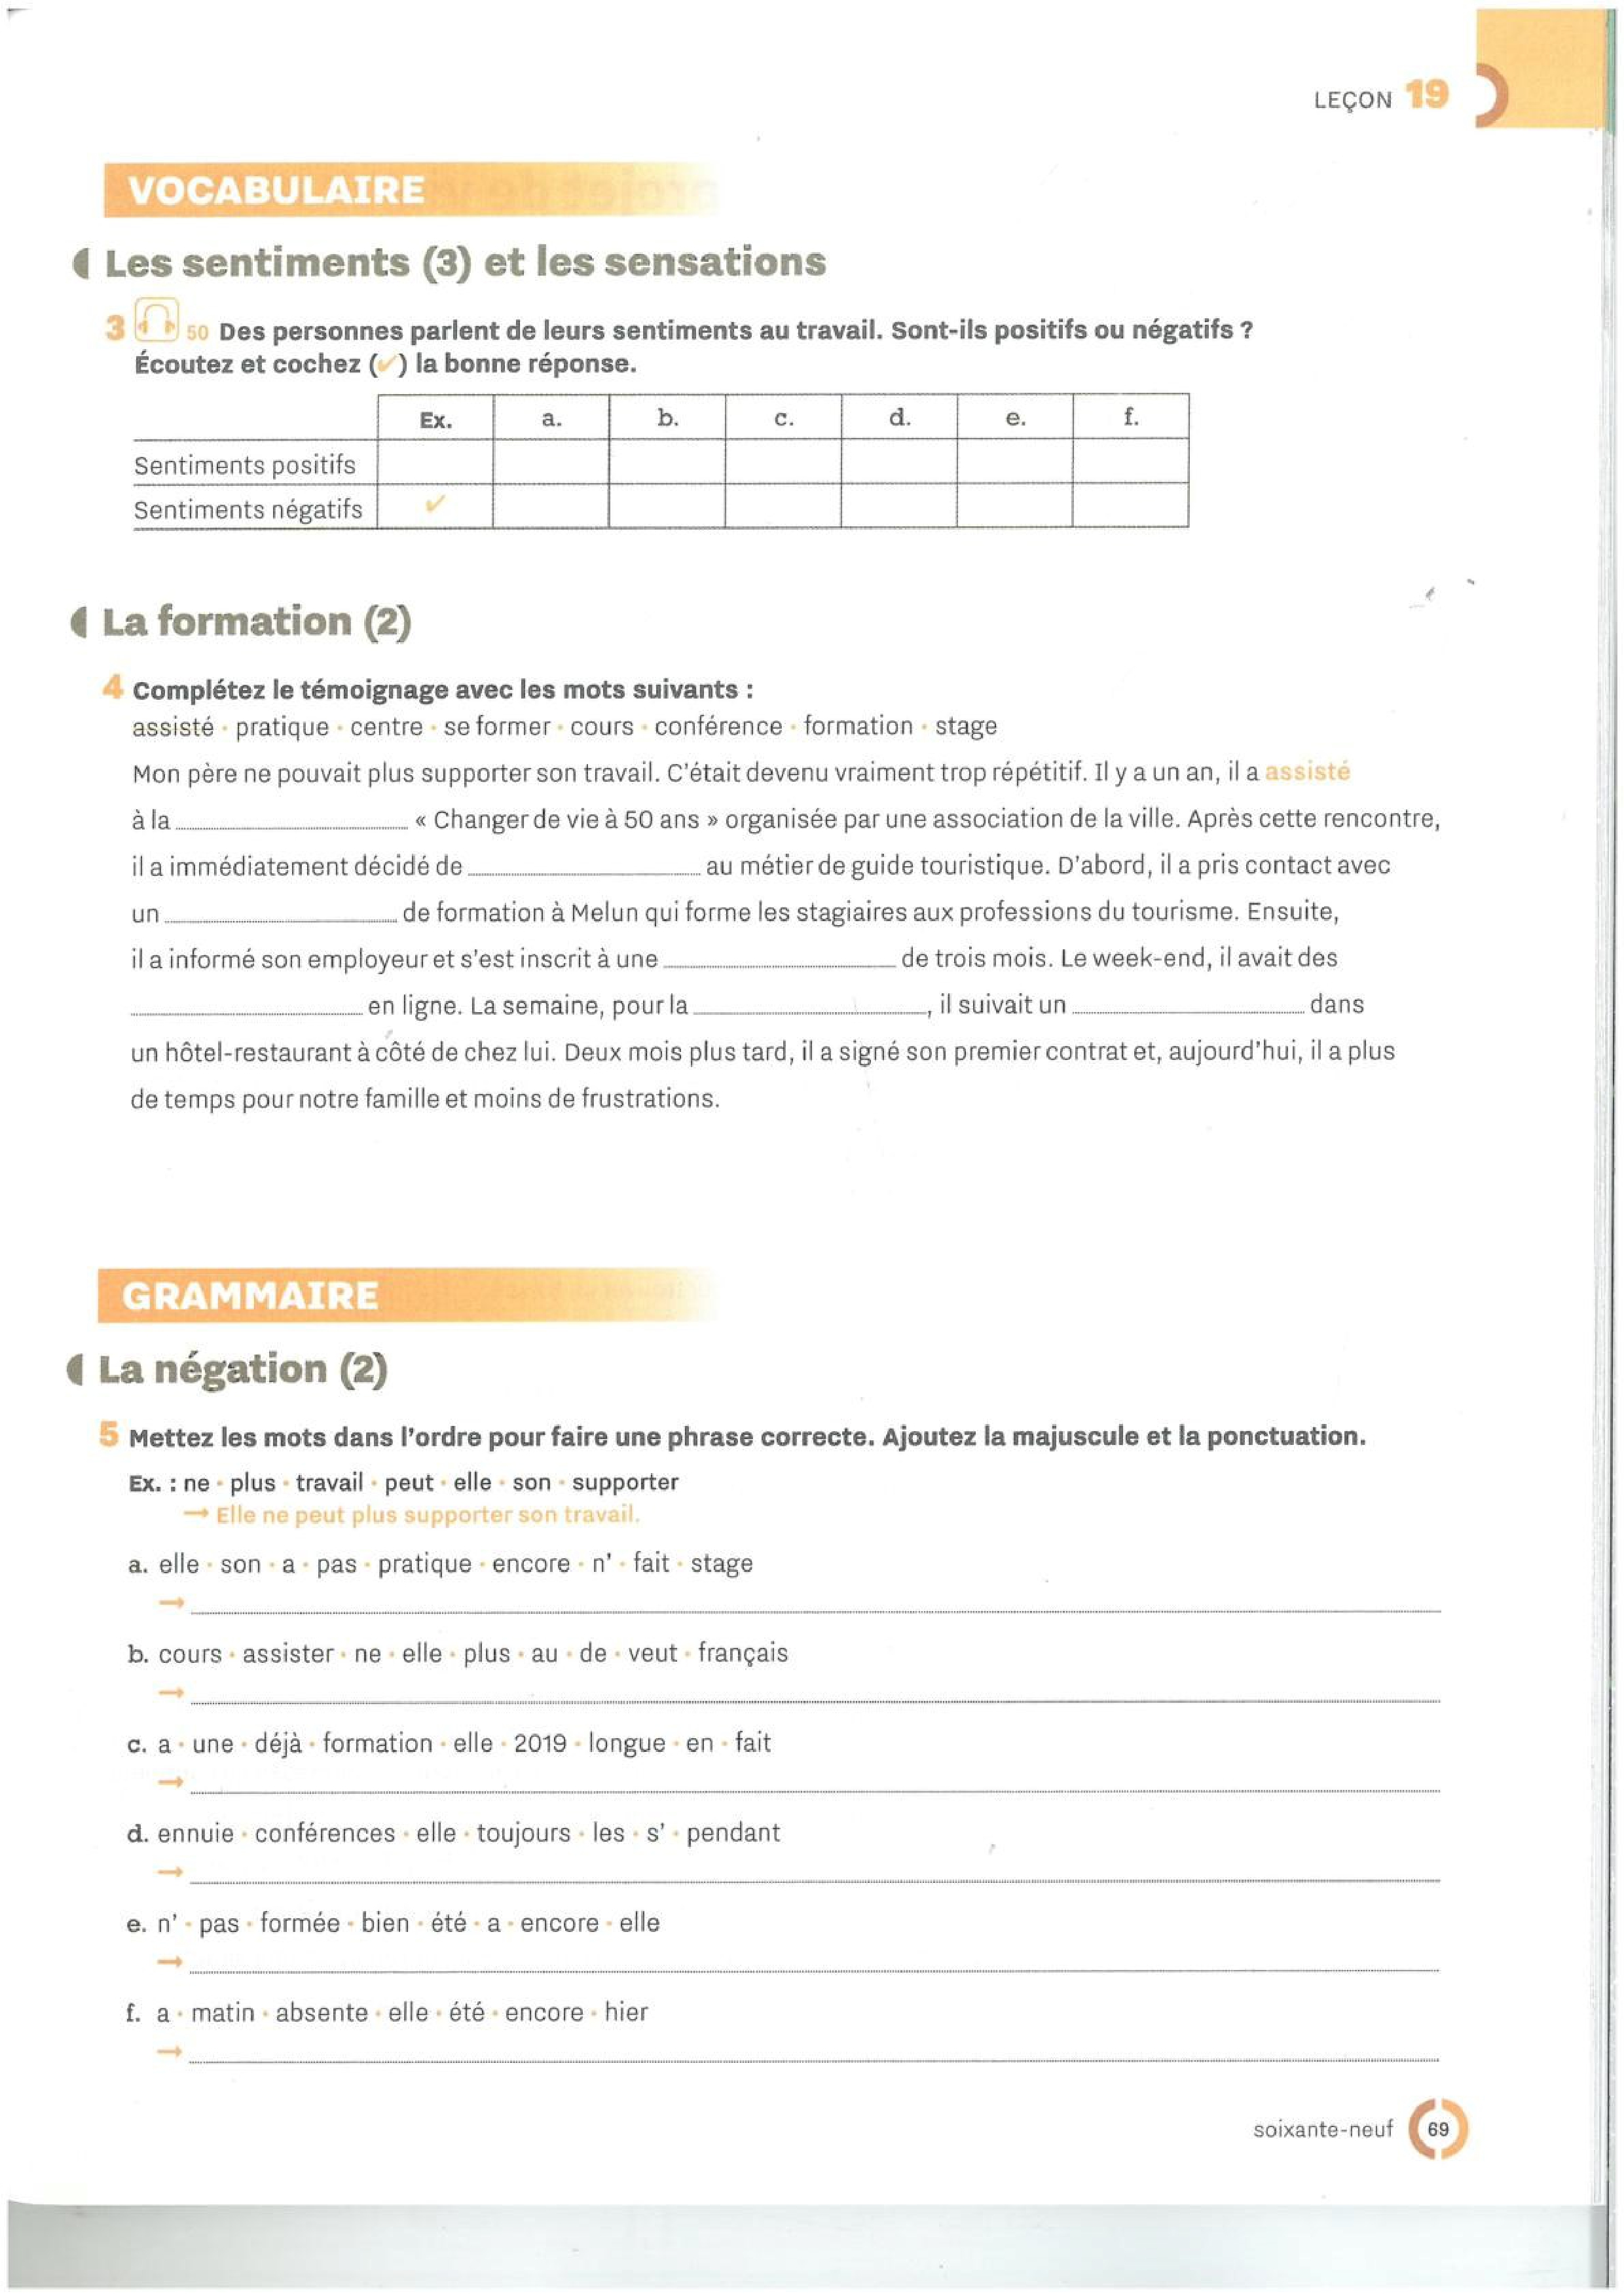 LEÇON 19
VOCABULAIRE
Les sentiments (3) et les sensations
3 50 Des personnes parlent de leurs sentiments au travail. Sont-ils positifs ou négatifs ?
Écoutez et cochez (✓) la bonne réponse.
Ex. a. b. c. d. e. f.
Sentiments positifs
Sentiments négatifs ✓
La formation (2)
4 Complétez le témoignage avec les mots suivants :
assisté • pratique • centre • se former • cours • conférence • formation • stage
Mon père ne pouvait plus supporter son travail. C'était devenu vraiment trop répétitif. Il y a un an, il a assisté
à la ........ « Changer de vie à 50 ans » organisée par une association de la ville. Après cette rencontre,
il a immédiatement décidé de ........ au métier de guide touristique. D'abord, il a pris contact avec
un ........ de formation à Melun qui forme les stagiaires aux professions du tourisme. Ensuite,
il a informé son employeur et s'est inscrit à une ........ de trois mois. Le week-end, il avait des
........ en ligne. La semaine, pour la ........, il suivait un ........ dans
un hôtel-restaurant à côté de chez lui. Deux mois plus tard, il a signé son premier contrat et, aujourd'hui, il a plus
de temps pour notre famille et moins de frustrations.
GRAMMAIRE
La négation (2)
5 Mettez les mots dans l'ordre pour faire une phrase correcte. Ajoutez la majuscule et la ponctuation.
Ex. : ne • plus • travail • peut • elle • son • supporter
→ Elle ne peut plus supporter son travail.
a. elle • son • a • pas • pratique • encore • n' • fait • stage
→
b. cours • assister • ne • elle • plus • au • de • veut • français
→
c. a • une • déjà • formation • elle • 2019 • longue • en • fait
→
d. ennuie • conférences • elle • toujours • les • s' • pendant
→
e. n' • pas • formée • bien • été • a • encore • elle
→
f. a • matin • absente • elle • été • encore • hier
→
soixante-neuf 69